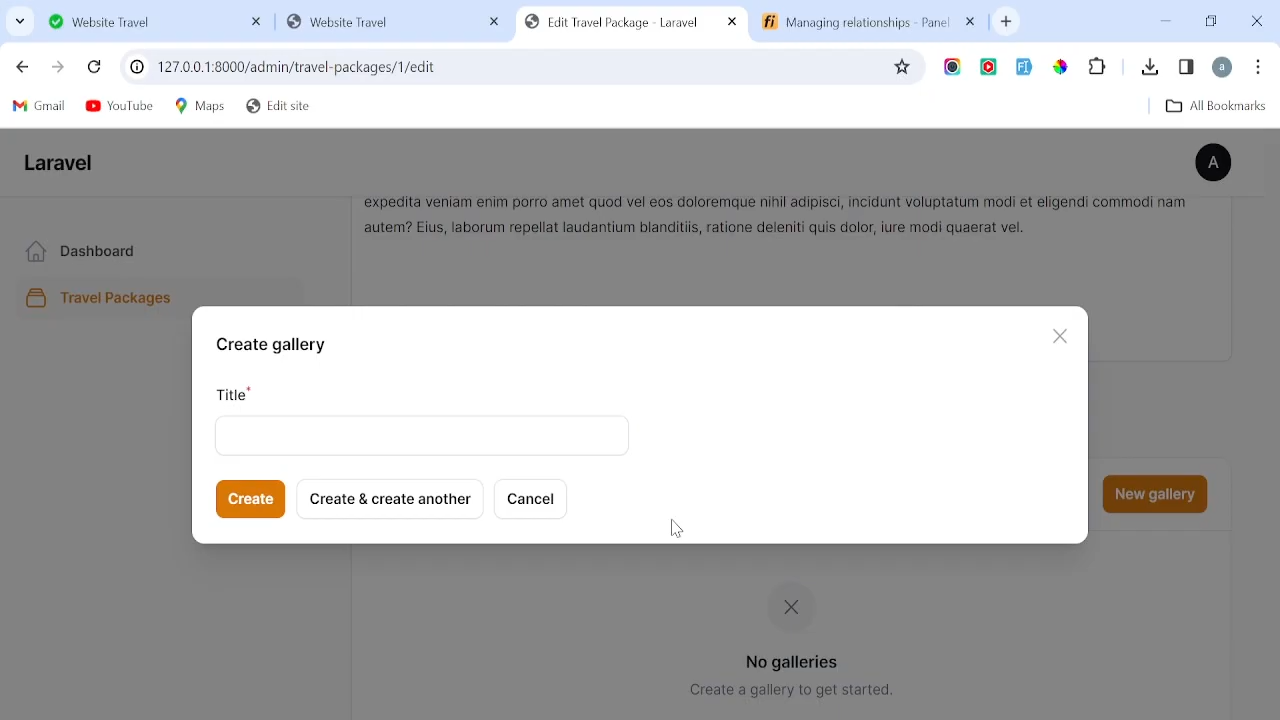 Website Travel
Website Travel
Edit Travel Package - Laravel
fi Managing relationships - Panel
127.0.0.1:8000/admin/travel-packages/1/edit
a
Gmail
YouTube
Maps
Edit site
All Bookmarks
Laravel
A
expedita veniam enim porro amet quod vel eos doloremque nihil adipisci, incidunt voluptatum modi et eligendi commodi nam
autem? Eius, laborum repellat laudantium blanditiis, ratione deleniti quis dolor, iure modi quaerat vel.
Dashboard
Travel Packages
Create gallery
Title*
Create
Create & create another
Cancel
New gallery
No galleries
Create a gallery to get started.